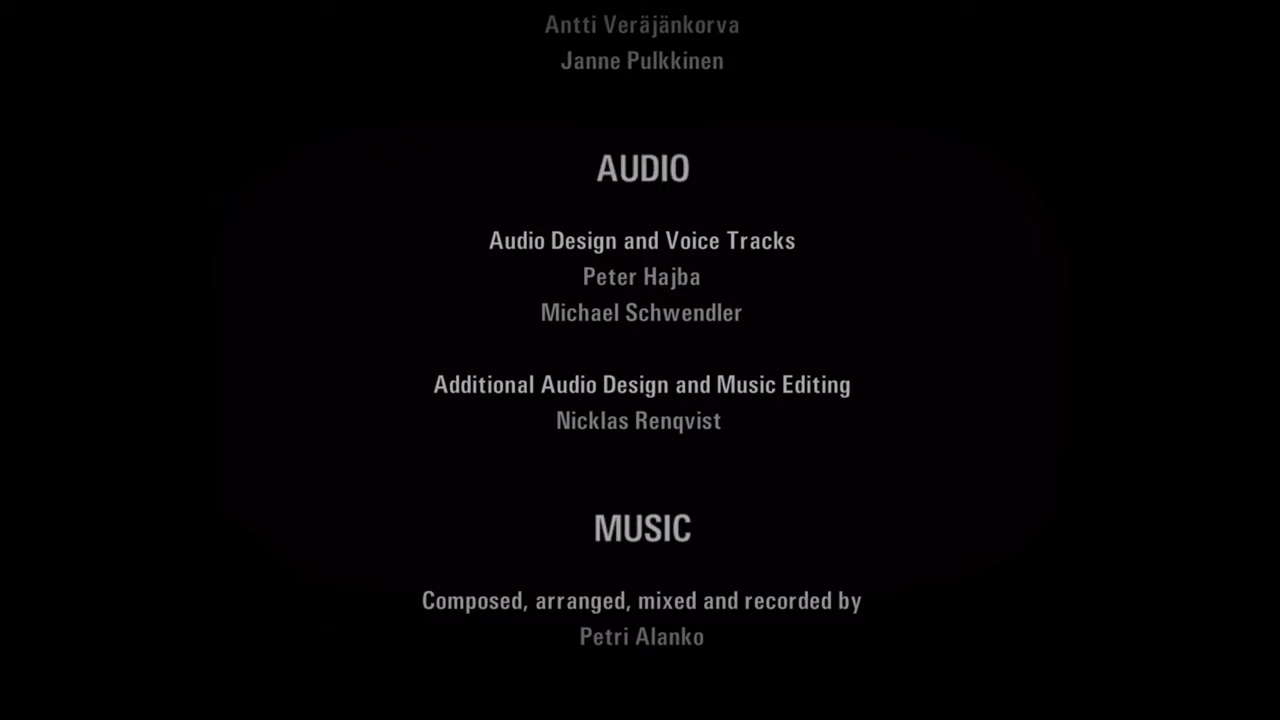 Antti Veräjänkorva
Janne Pulkkinen
AUDIO
Audio Design and Voice Tracks
Peter Hajba
Michael Schwendler
Additional Audio Design and Music Editing
Nicklas Renqvist
MUSIC
Composed, arranged, mixed and recorded by
Petri Alanko